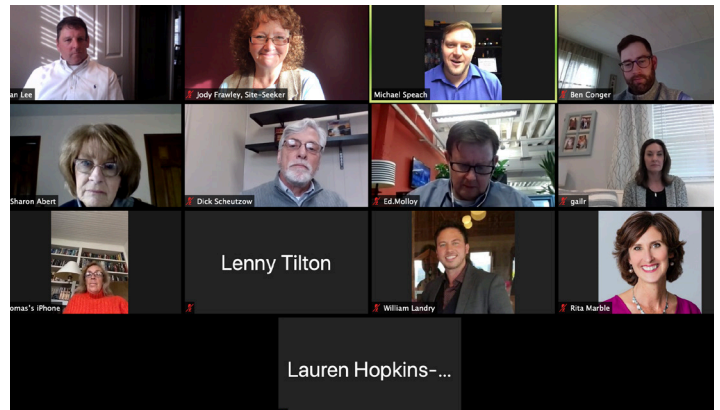 an Lee
Jody Frawley, Site-Seeker
Michael Speach
Ben Conger
Sharon Abert
Dick Scheutzow
Ed.Molloy
gailr
omas's iPhone
Lenny Tilton
William Landry
Rita Marble
Lauren Hopkins-...